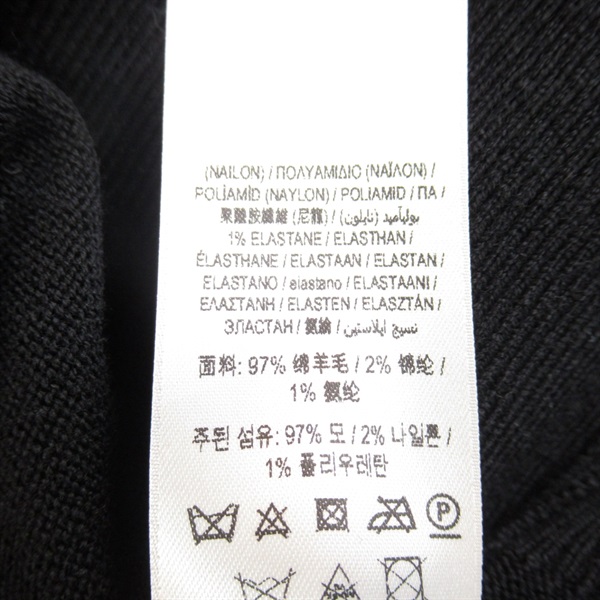 (NAILON) / ΠΟΛΥΑΜΙΔΙΟ (ΝΑΪΛΟΝ) /
POLİAMİD (NAYLON) / POLIAMID / ПА /
聚醯胺纖維 (尼龍) / بوليأميد (نايلون) /
1% ELASTANE / ELASTHAN /
ÉLASTHANE / ELASTAAN / ELASTAN /
ELASTANO / elastano / ELASTAANI /
ΕΛΑΣΤΑΝΗ / ELASTEN / ELASZTÁN /
ЭЛАСТАН / 氨綸 / نسيج ايلاستين
面料: 97% 绵羊毛 / 2% 锦纶 /
1% 氨纶
주된 섬유: 97% 모 / 2% 나일론 /
1% 폴리우레탄
P